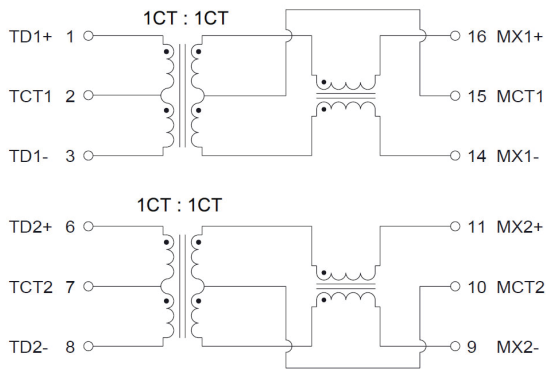 1CT : 1CT
TD1+ 1 16 MX1+
TCT1 2 15 MCT1
TD1- 3 14 MX1-
1CT : 1CT
TD2+ 6 11 MX2+
TCT2 7 10 MCT2
TD2- 8 9 MX2-